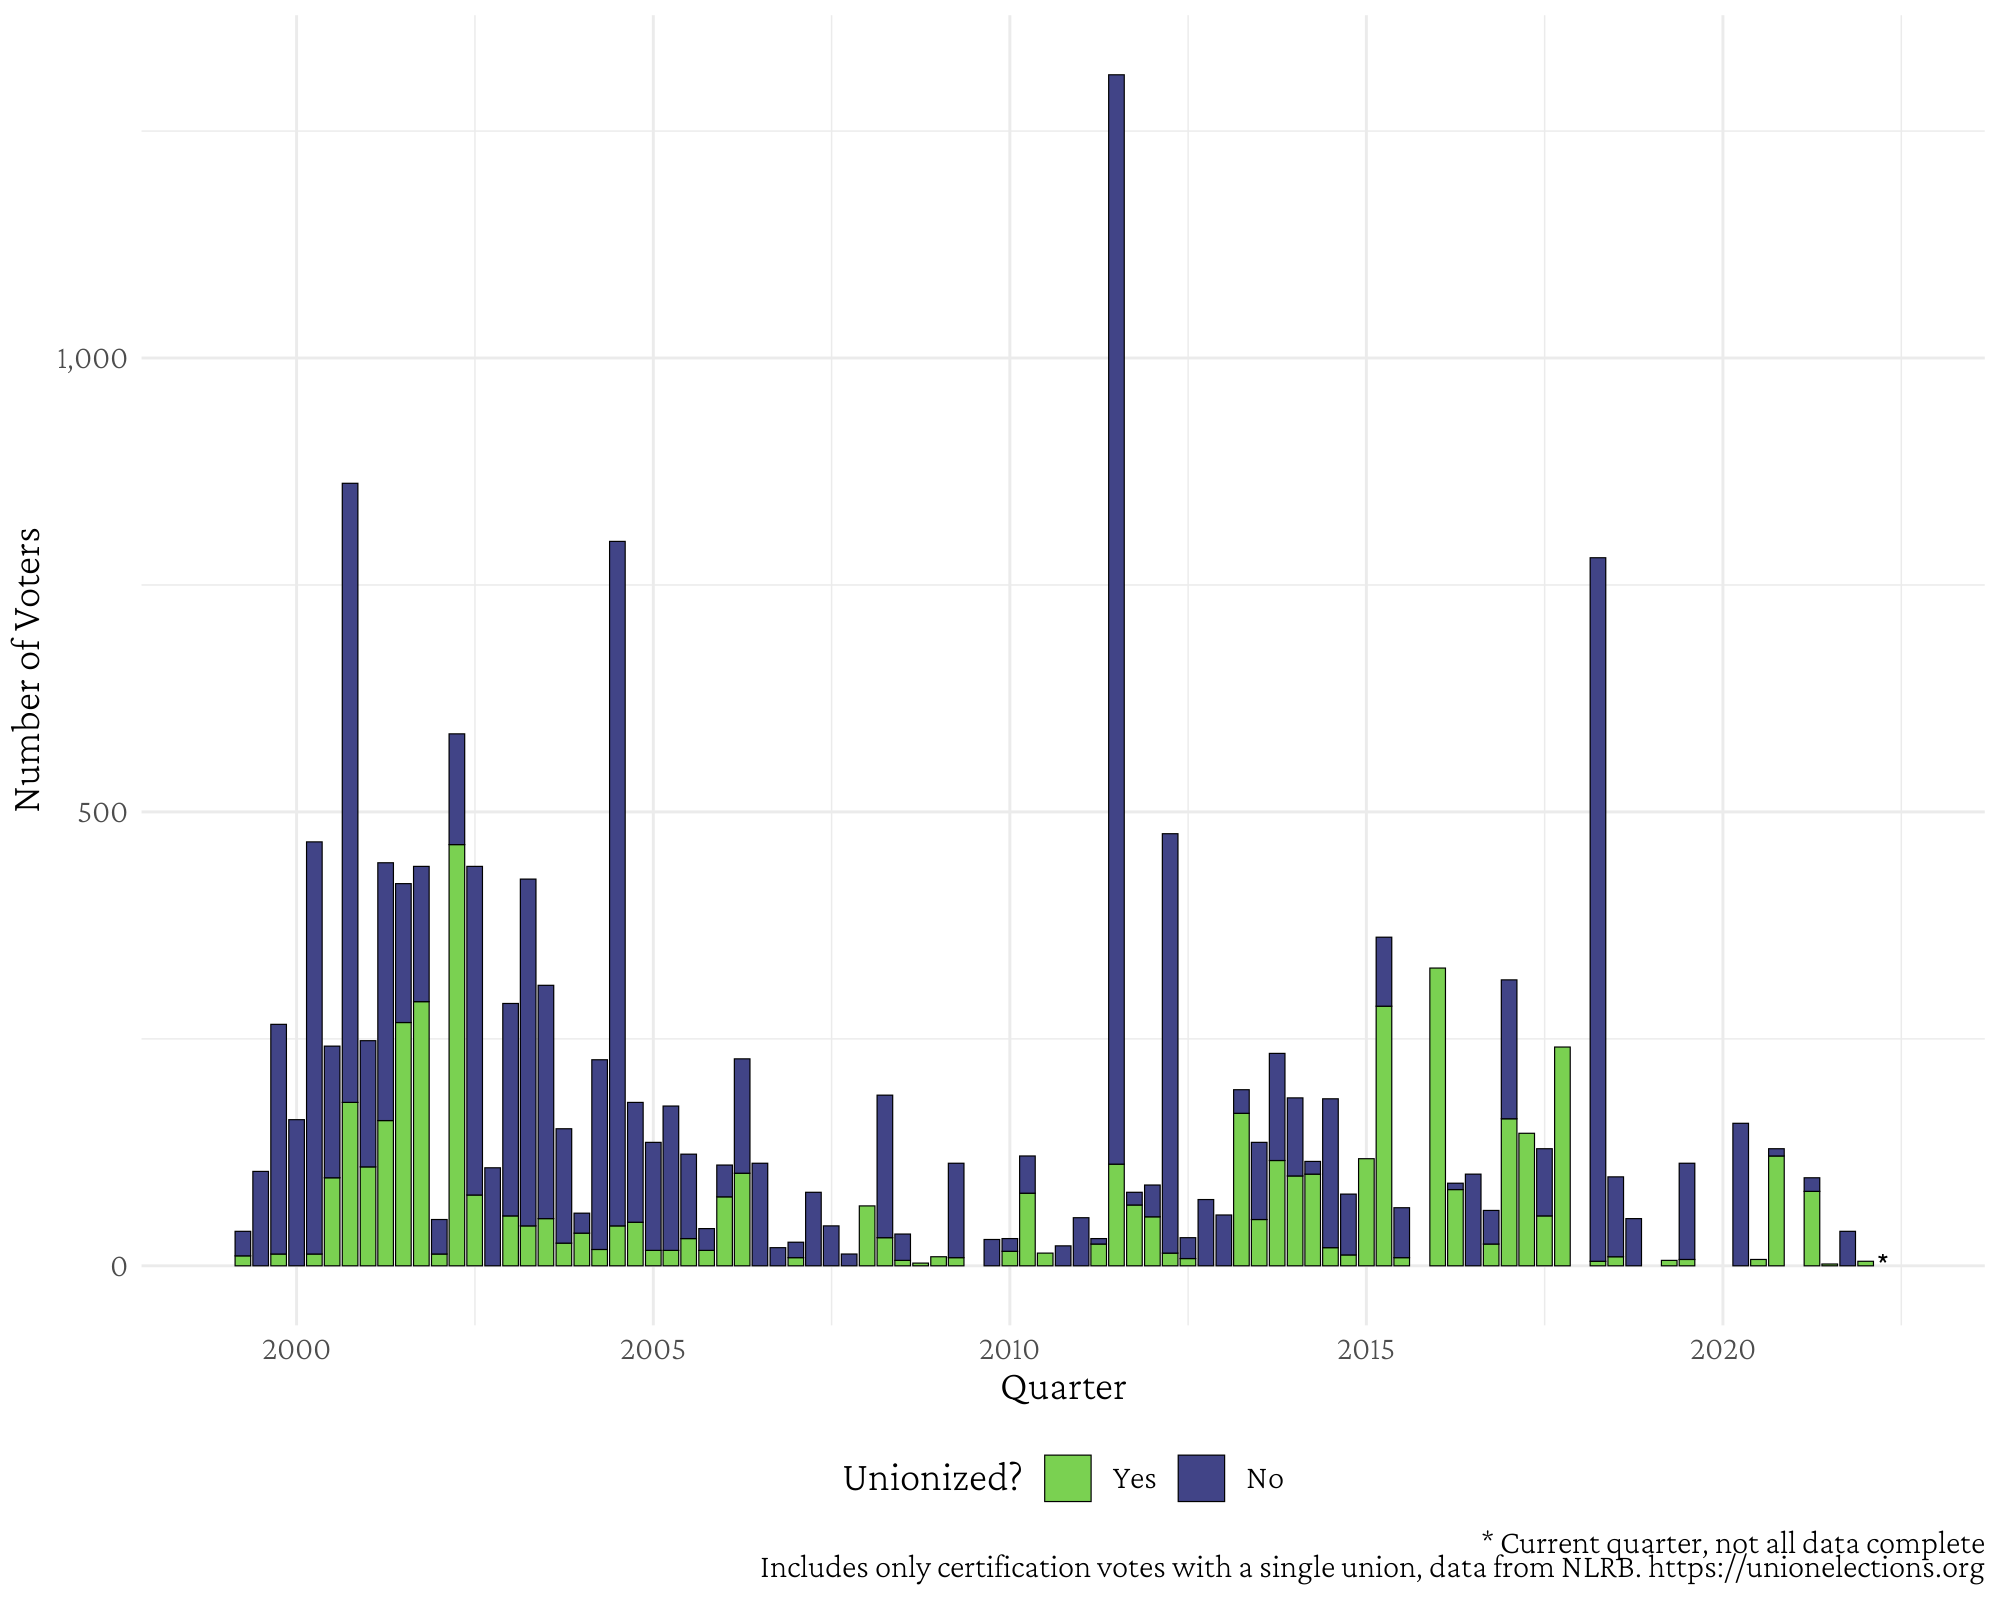 Number of Voters
1,000
500
0
*
2000 2005 2010 2015 2020
Quarter
Unionized? Yes No
* Current quarter, not all data complete
Includes only certification votes with a single union, data from NLRB. https://unionelections.org